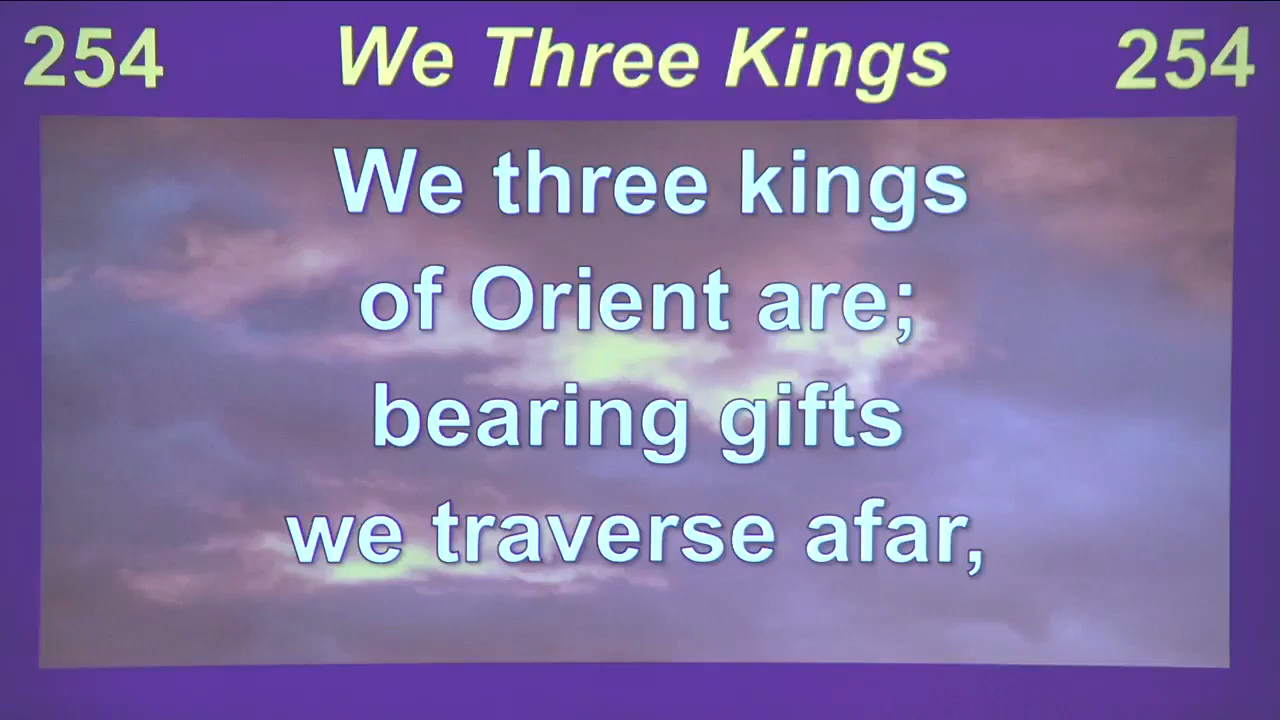 254 We Three Kings 254
We three kings
of Orient are;
bearing gifts
we traverse afar,